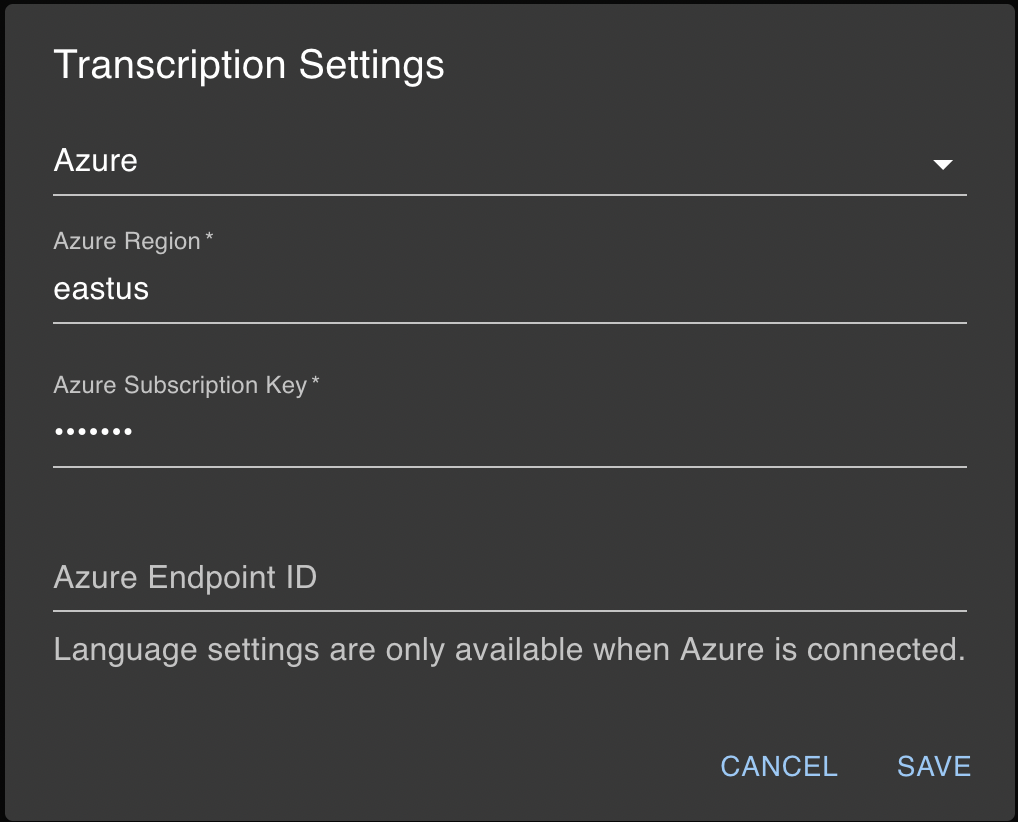 Transcription Settings
Azure
Azure Region *
eastus
Azure Subscription Key *
•••••••
Azure Endpoint ID
Language settings are only available when Azure is connected.
CANCEL SAVE